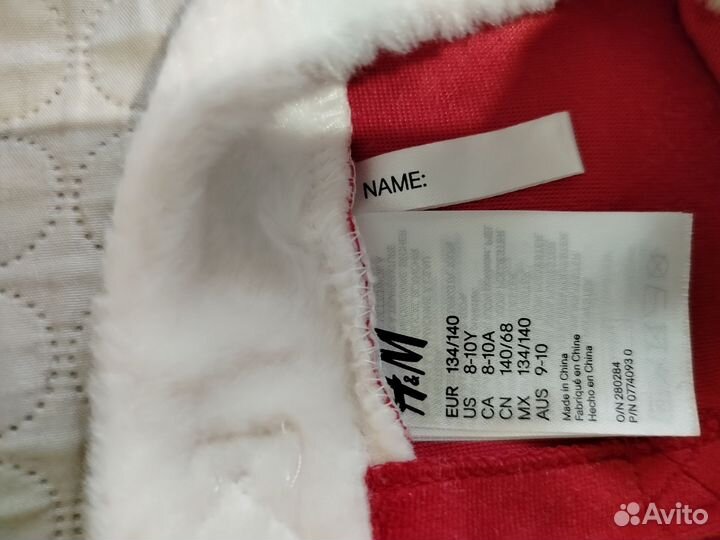 NAME:
H&M
EUR 134/140
US 8-10Y
CA 8-10A
CN 140/68
MX 134/140
AUS 9-10
Made in China
Fabriqué en Chine
Hecho en China
O/N 280284
P/N 0774093 0
Avito